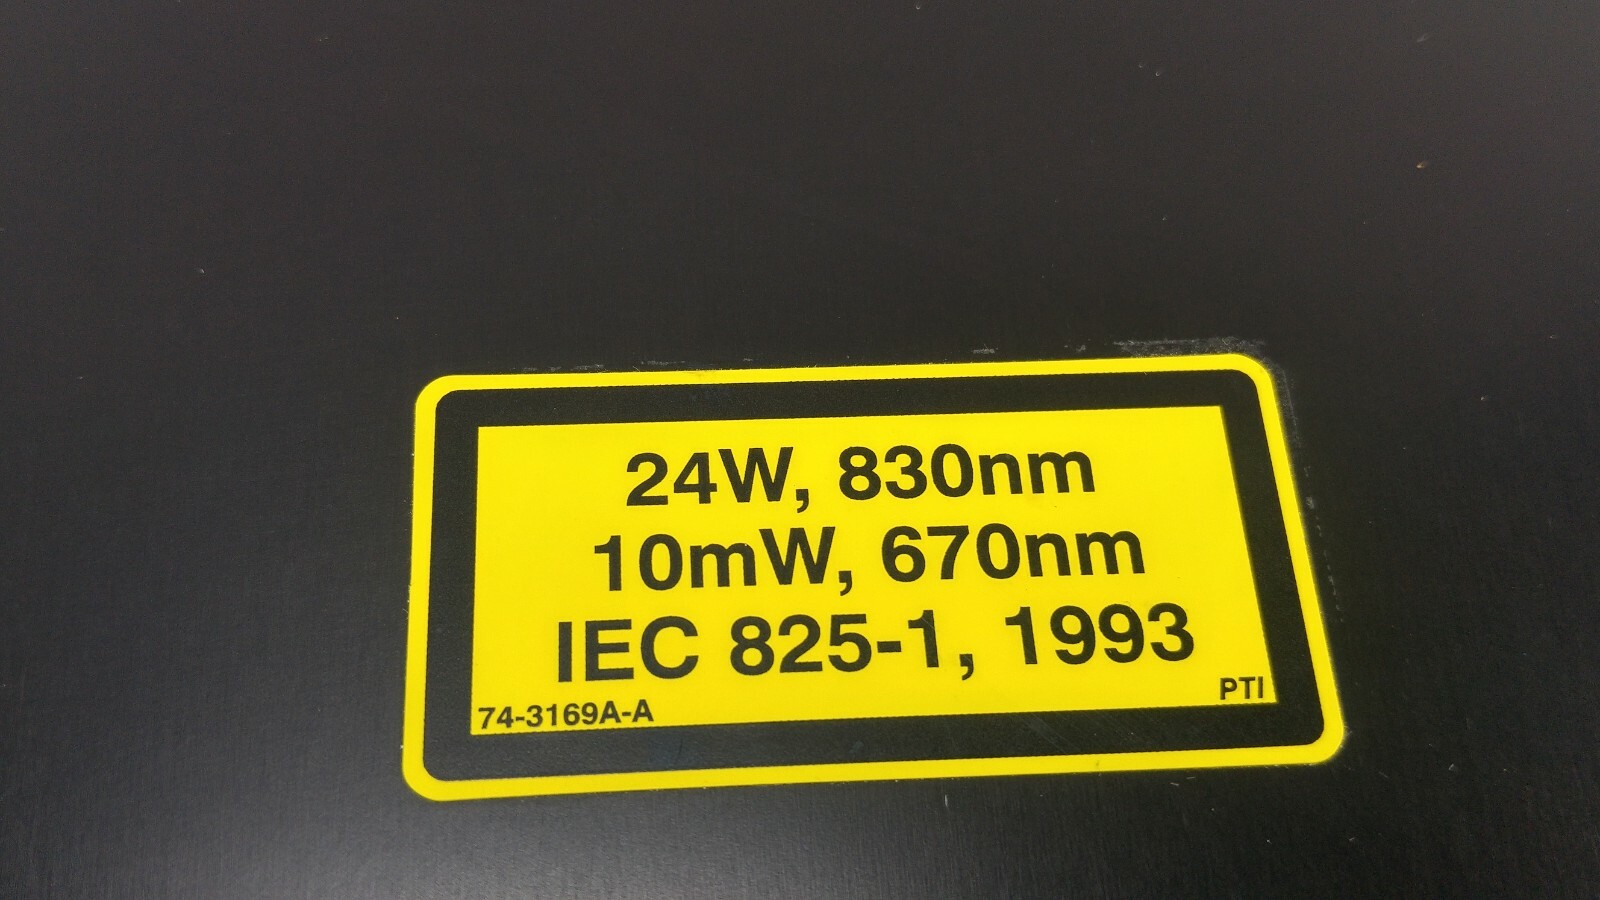 24W, 830nm
10mW, 670nm
IEC 825-1, 1993
74-3169A-A
PTI